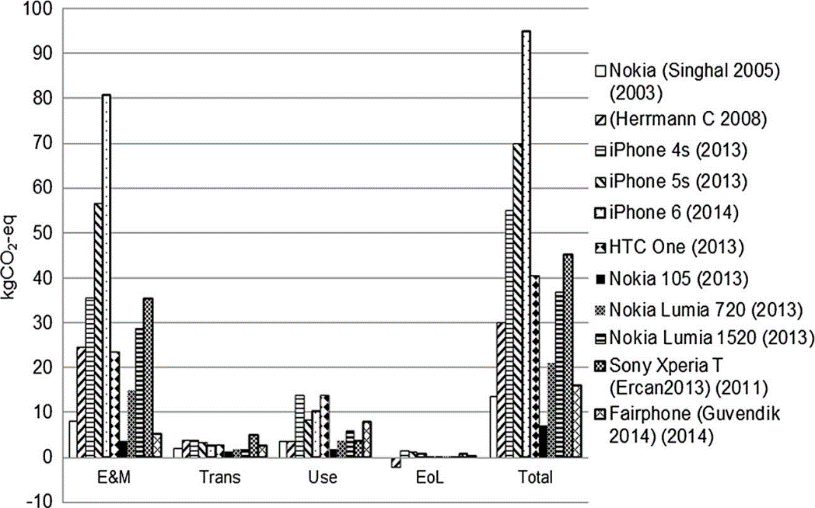 100
90
80
70
60
50
40
30
20
10
0
-10
kgCO2-eq
E&M
Trans
Use
EoL
Total
Nokia (Singhal 2005)
(2003)
(Herrmann C 2008)
iPhone 4s (2013)
iPhone 5s (2013)
iPhone 6 (2014)
HTC One (2013)
Nokia 105 (2013)
Nokia Lumia 720 (2013)
Nokia Lumia 1520 (2013)
Sony Xperia T
(Ercan2013) (2011)
Fairphone (Guvendik
2014) (2014)